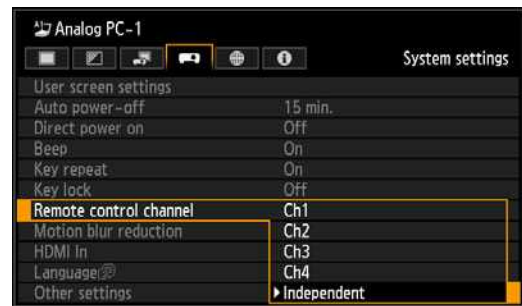 Analog PC-1
System settings
User screen settings
Auto power-off 15 min.
Direct power on Off
Beep On
Key repeat On
Key lock Off
Remote control channel Ch1
Motion blur reduction Ch2
HDMI In Ch3
Language Ch4
Other settings Independent